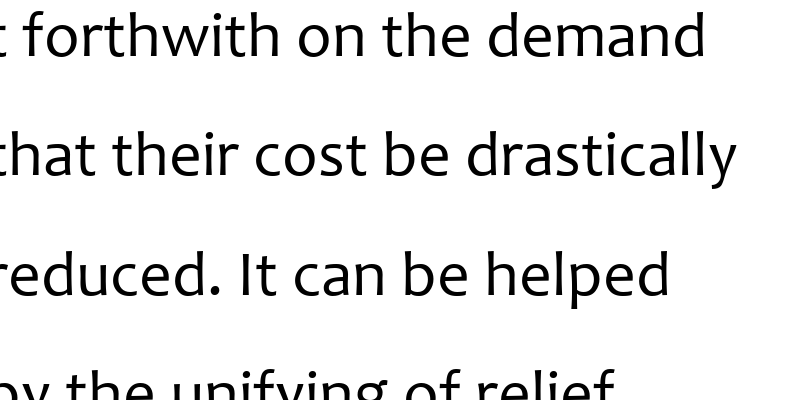 forthwith on the demand
that their cost be drastically
reduced. It can be helped
by the unifying of relief